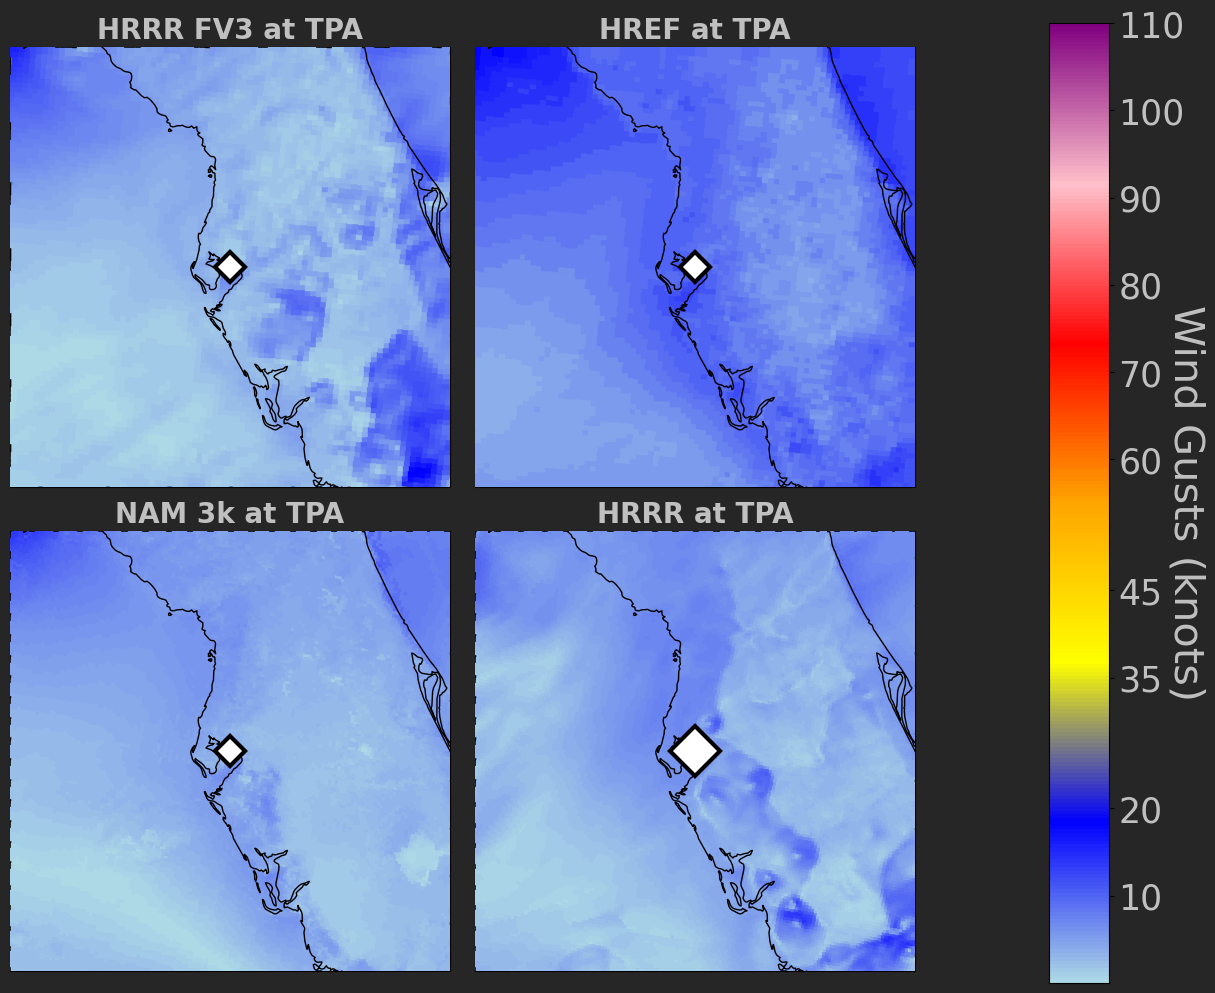 HRRR FV3 at TPA
HREF at TPA
NAM 3k at TPA
HRRR at TPA
110
100
90
80
70
60
45
35
20
10
Wind Gusts (knots)